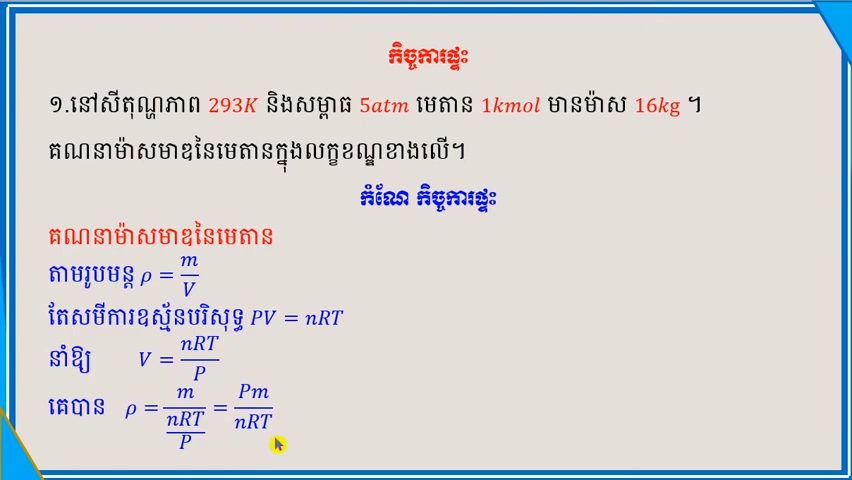 កិច្ចការផ្ទះ
១.នៅសីតុណ្ហភាព 293K និងសម្ពាធ 5atm មេតាន 1kmol មានម៉ាស 16kg ។
គណនាម៉ាសមាឌនៃមេតានក្នុងលក្ខខណ្ឌខាងលើ។
កំណែ កិច្ចការផ្ទះ
គណនាម៉ាសមាឌនៃមេតាន
តាមរូបមន្ត ρ = m/V
តែសមីការឧស្ម័នបរិសុទ្ធ PV = nRT
នាំឱ្យ V = nRT/P
គេបាន ρ = m/(nRT/P) = Pm/nRT